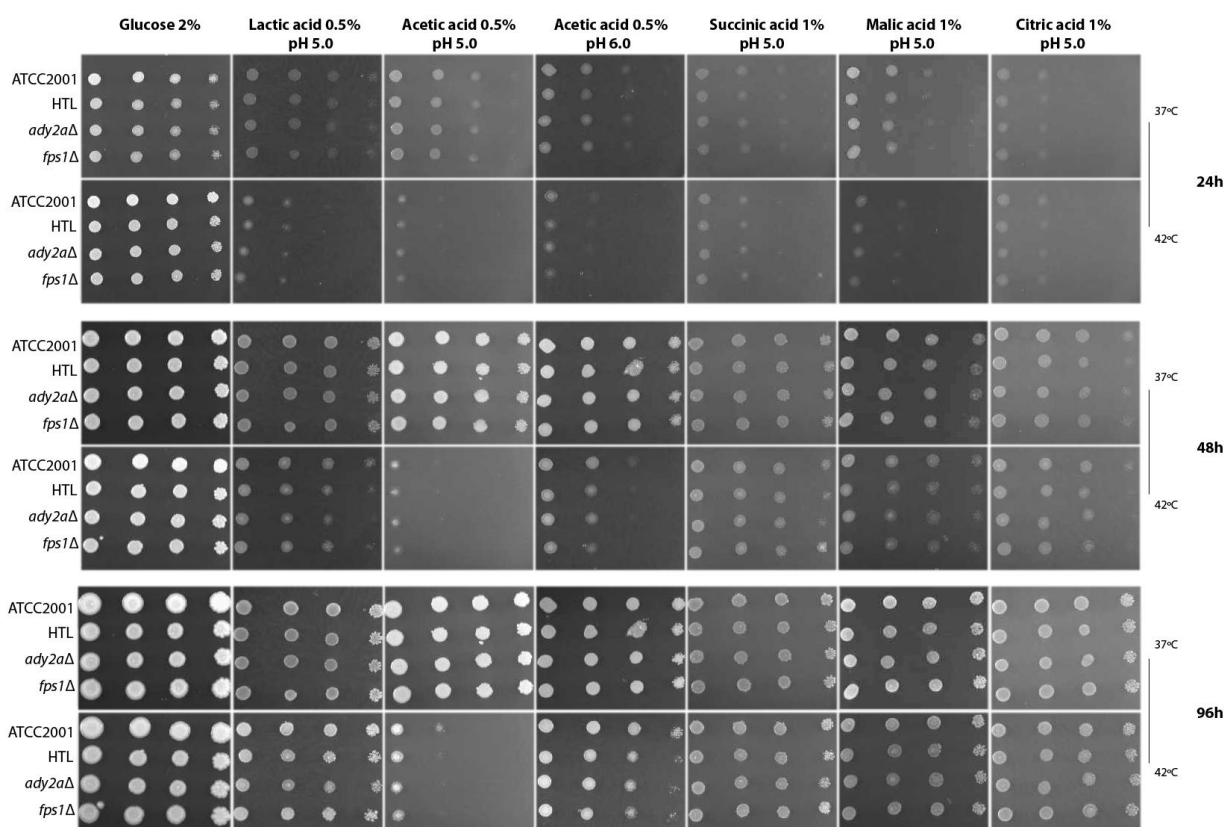 Glucose 2%
Lactic acid 0.5%
pH 5.0
Acetic acid 0.5%
pH 5.0
Acetic acid 0.5%
pH 6.0
Succinic acid 1%
pH 5.0
Malic acid 1%
pH 5.0
Citric acid 1%
pH 5.0
ATCC2001
HTL
ady2aΔ
fps1Δ
37ºC
24h
ATCC2001
HTL
ady2aΔ
fps1Δ
42ºC
ATCC2001
HTL
ady2aΔ
fps1Δ
37ºC
48h
ATCC2001
HTL
ady2aΔ
fps1Δ
42ºC
ATCC2001
HTL
ady2aΔ
fps1Δ
37ºC
96h
ATCC2001
HTL
ady2aΔ
fps1Δ
42ºC